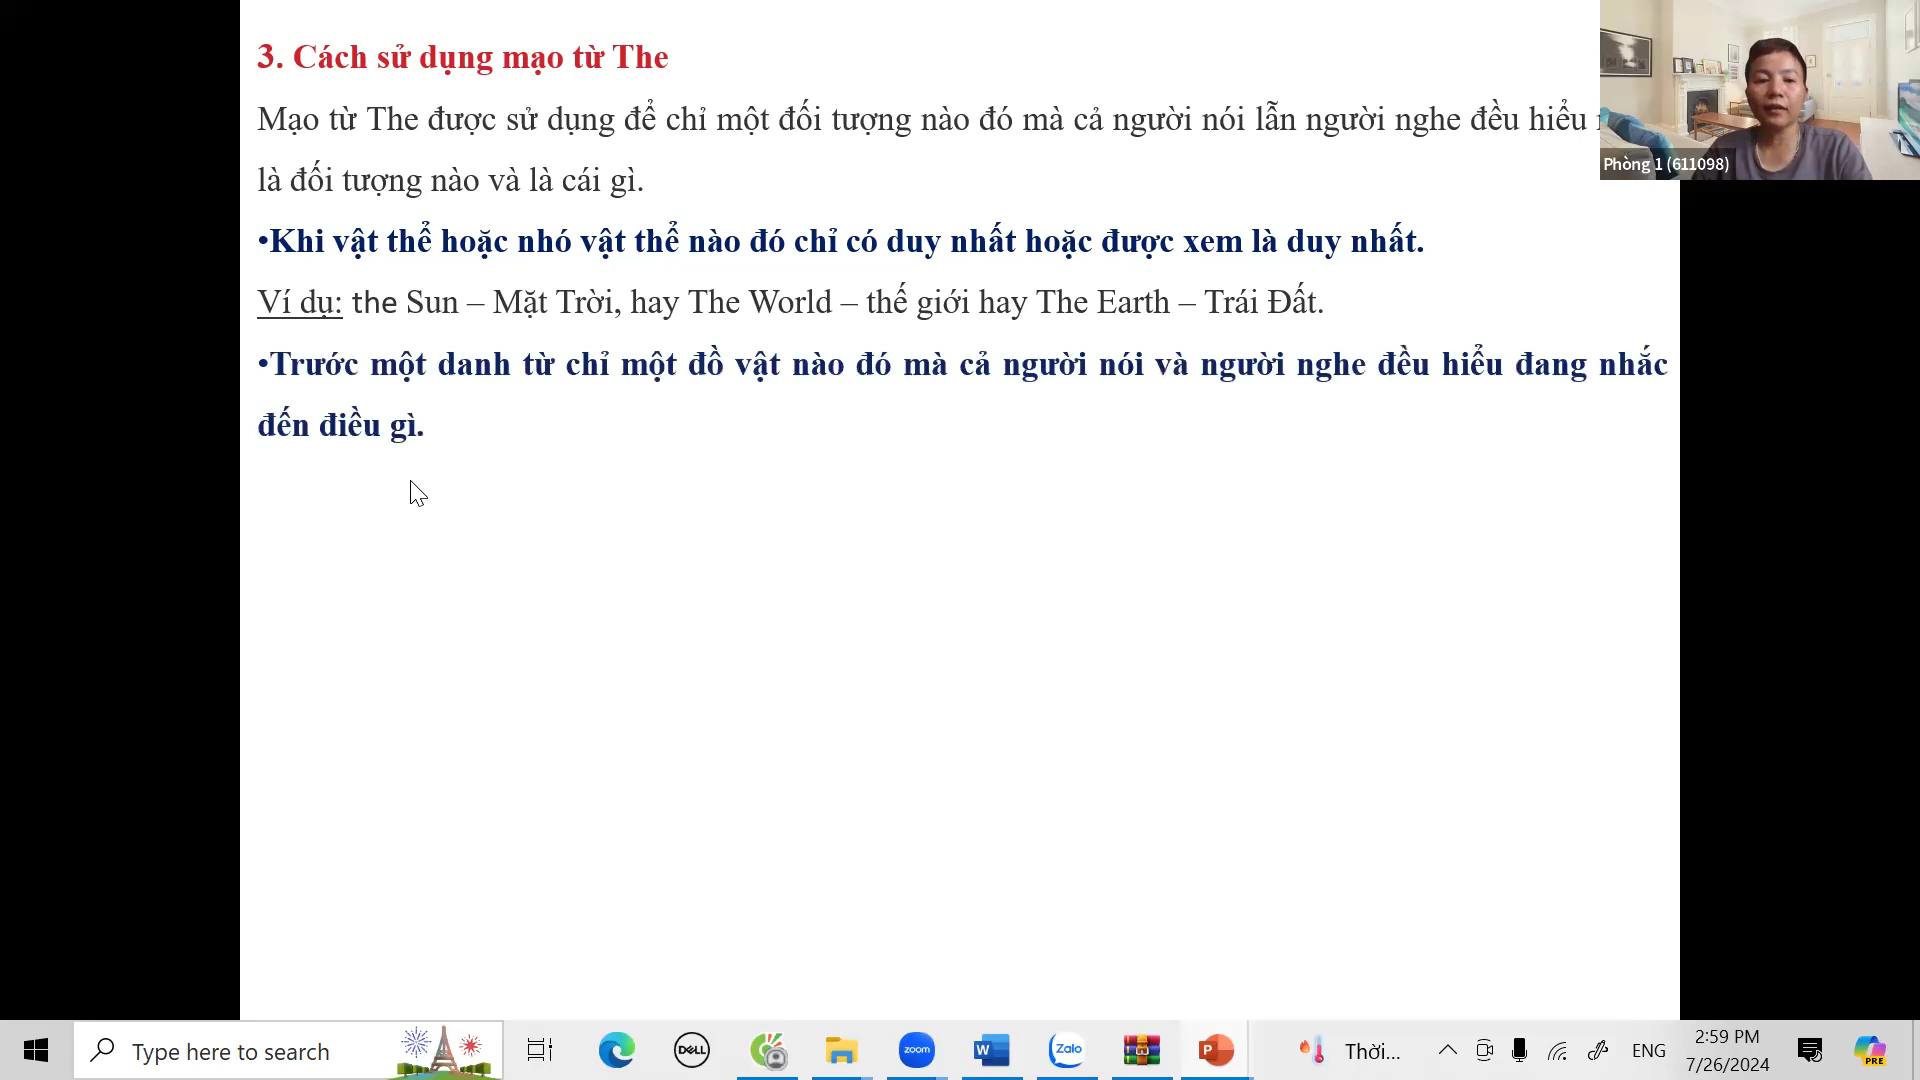 3. Cách sử dụng mạo từ The
Mạo từ The được sử dụng để chỉ một đối tượng nào đó mà cả người nói lẫn người nghe đều hiểu
là đối tượng nào và là cái gì.
•Khi vật thể hoặc nhó vật thể nào đó chỉ có duy nhất hoặc được xem là duy nhất.
Ví dụ: the Sun – Mặt Trời, hay The World – thế giới hay The Earth – Trái Đất.
•Trước một danh từ chỉ một đồ vật nào đó mà cả người nói và người nghe đều hiểu đang nhắc
đến điều gì.
Phòng 1 (611098)
Type here to search
DELL
zoom
W
Zalo
P
Thời...
ENG
2:59 PM
7/26/2024
PRE